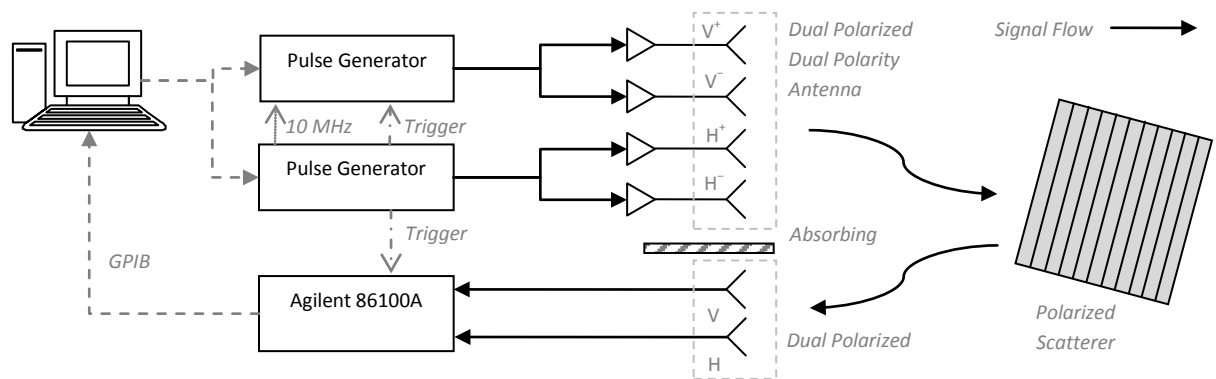 Pulse Generator
V⁺
Dual Polarized
Dual Polarity
Antenna
Signal Flow
V⁻
10 MHz
Trigger
H⁺
Pulse Generator
H⁻
Trigger
Absorbing
GPIB
Agilent 86100A
V
H
Dual Polarized
Polarized
Scatterer